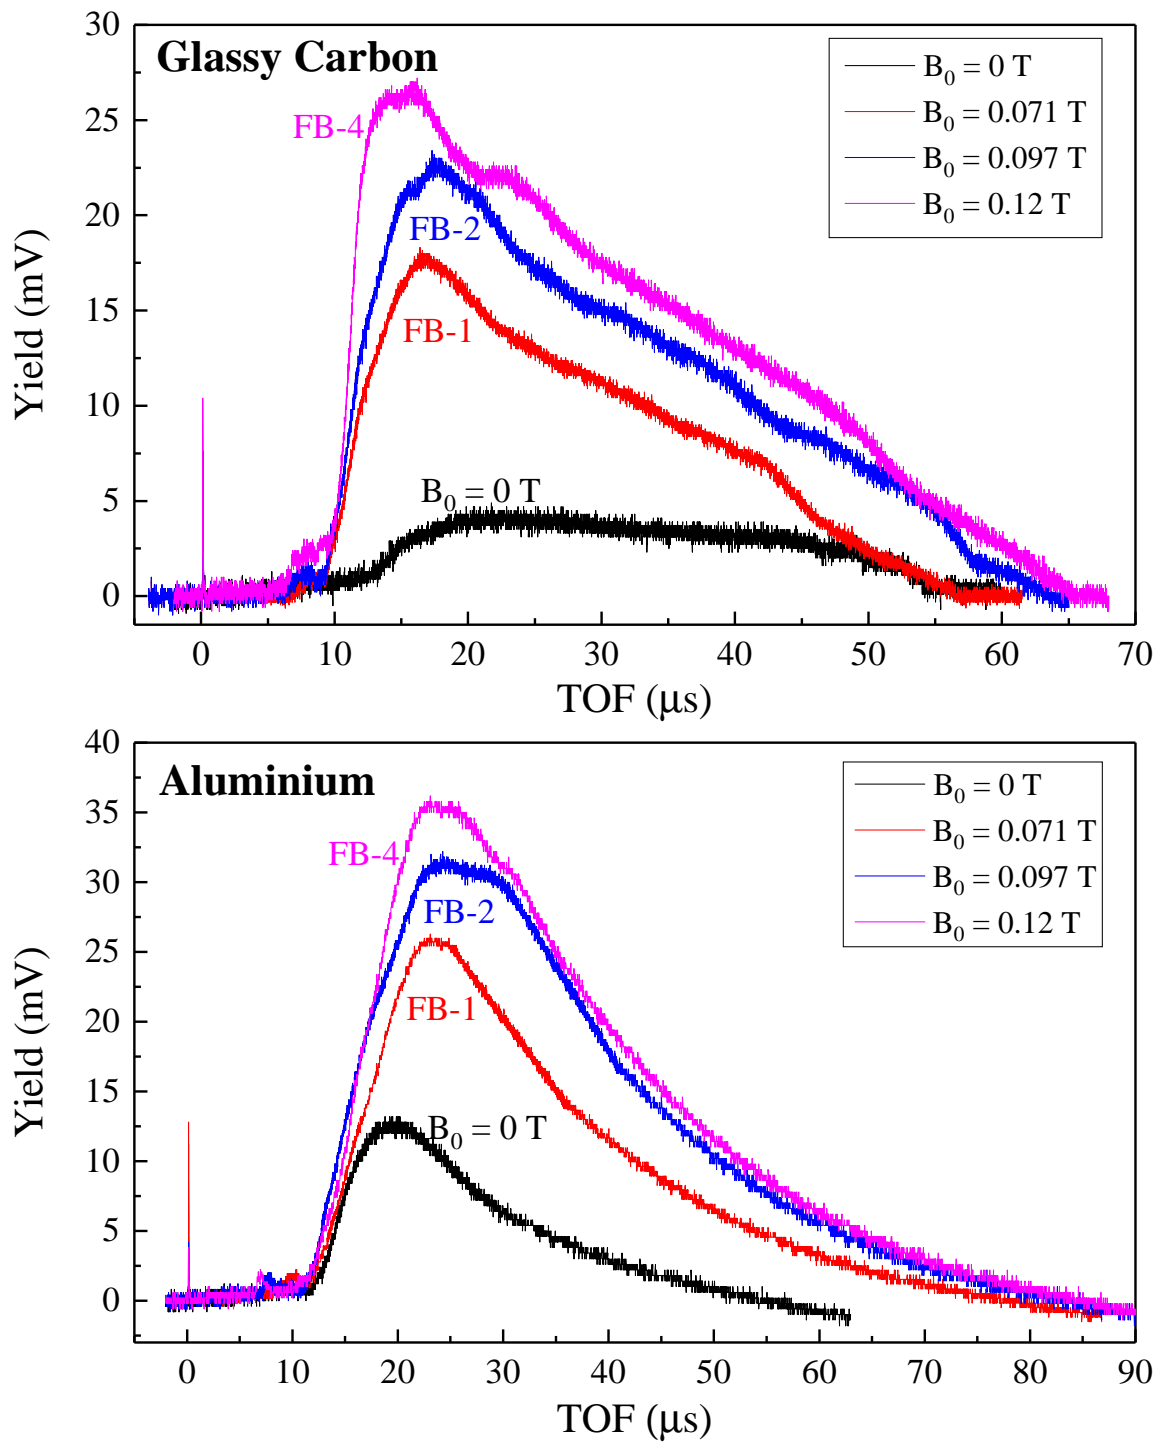 30
25
20
15
10
5
0
Yield (mV)
Glassy Carbon
B₀ = 0 T
B₀ = 0.071 T
B₀ = 0.097 T
B₀ = 0.12 T
FB-4
FB-2
FB-1
B₀ = 0 T
0 10 20 30 40 50 60 70
TOF (μs)
40
35
30
25
20
15
10
5
0
Yield (mV)
Aluminium
B₀ = 0 T
B₀ = 0.071 T
B₀ = 0.097 T
B₀ = 0.12 T
FB-4
FB-2
FB-1
B₀ = 0 T
0 10 20 30 40 50 60 70 80 90
TOF (μs)